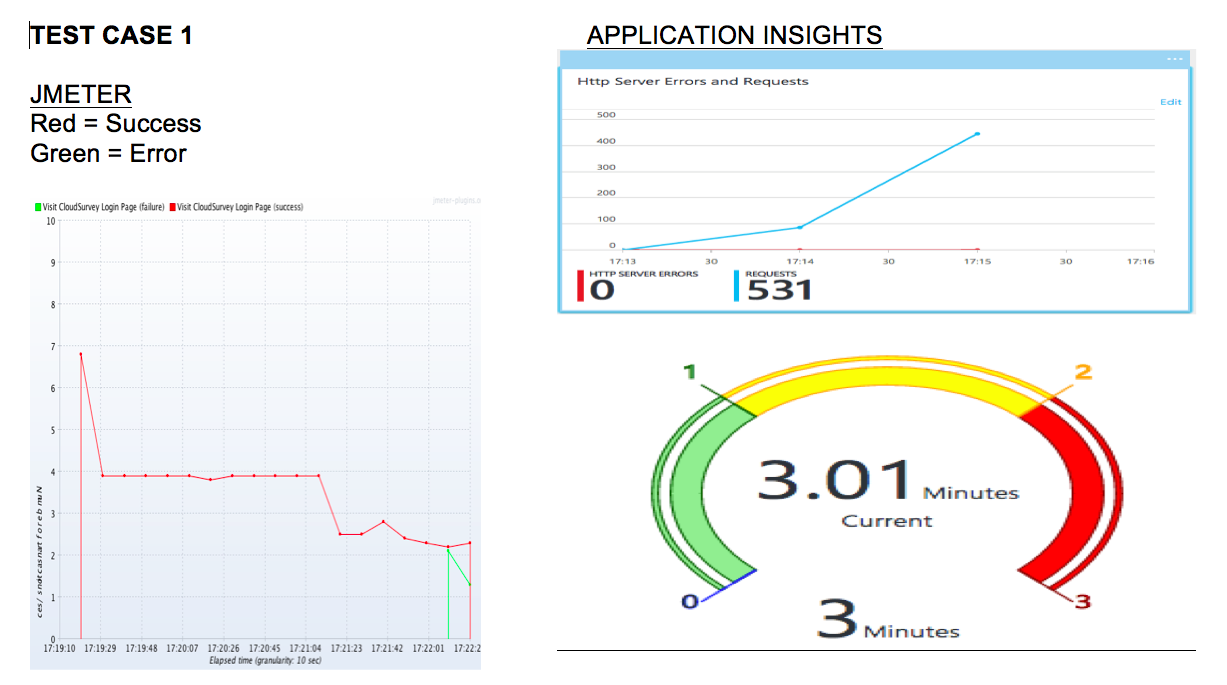 TEST CASE 1
JMETER
Red = Success
Green = Error
Visit CloudSurvey Login Page (failure) Visit CloudSurvey Login Page (success)
10
9
8
7
6
5
4
3
2
1
0
17:19:10 17:19:29 17:19:48 17:20:07 17:20:26 17:20:45 17:21:04 17:21:23 17:21:42 17:22:01 17:22:2
Elapsed time (granularity: 10 sec)
APPLICATION INSIGHTS
...
Http Server Errors and Requests
Edit
500
400
300
200
100
0
17:13 30 17:14 30 17:15 30 17:16
HTTP SERVER ERRORS REQUESTS
0 531
1 2
3.01 Minutes
Current
0 3
3 Minutes